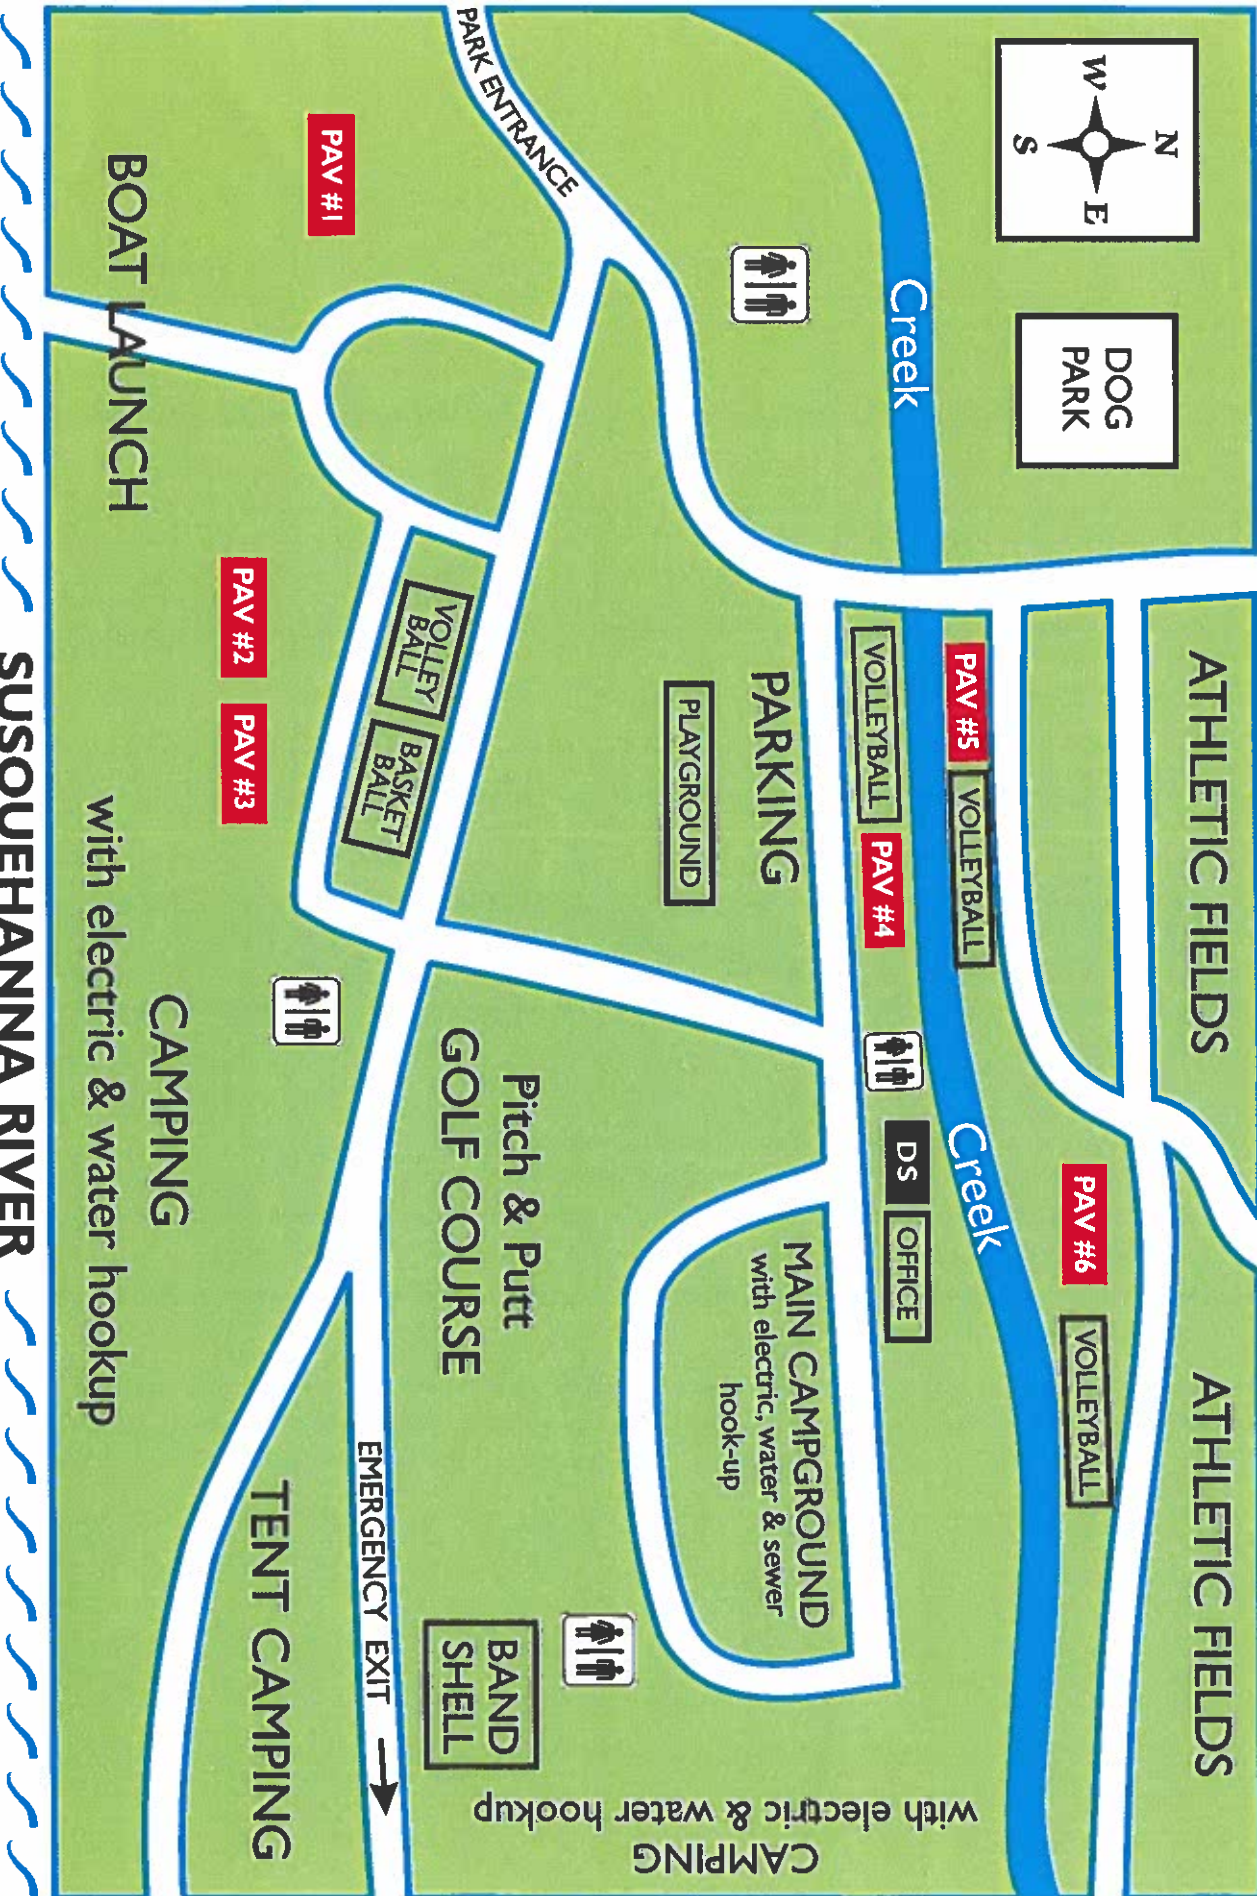 N
W
E
S
DOG
PARK
ATHLETIC FIELDS
ATHLETIC FIELDS
Creek
PAV #5
VOLLEYBALL
PAV #6
VOLLEYBALL
Creek
VOLLEYBALL
PAV #4
DS
OFFICE
PARK ENTRANCE
PARKING
PLAYGROUND
MAIN CAMPGROUND
with electric, water & sewer
hook-up
CAMPING
with electric & water hookup
Pitch & Putt
GOLF COURSE
BAND
SHELL
VOLLEY
BALL
BASKET
BALL
EMERGENCY EXIT
PAV #1
PAV #2
PAV #3
TENT CAMPING
BOAT LAUNCH
CAMPING
with electric & water hookup
SUSQUEHANNA RIVER